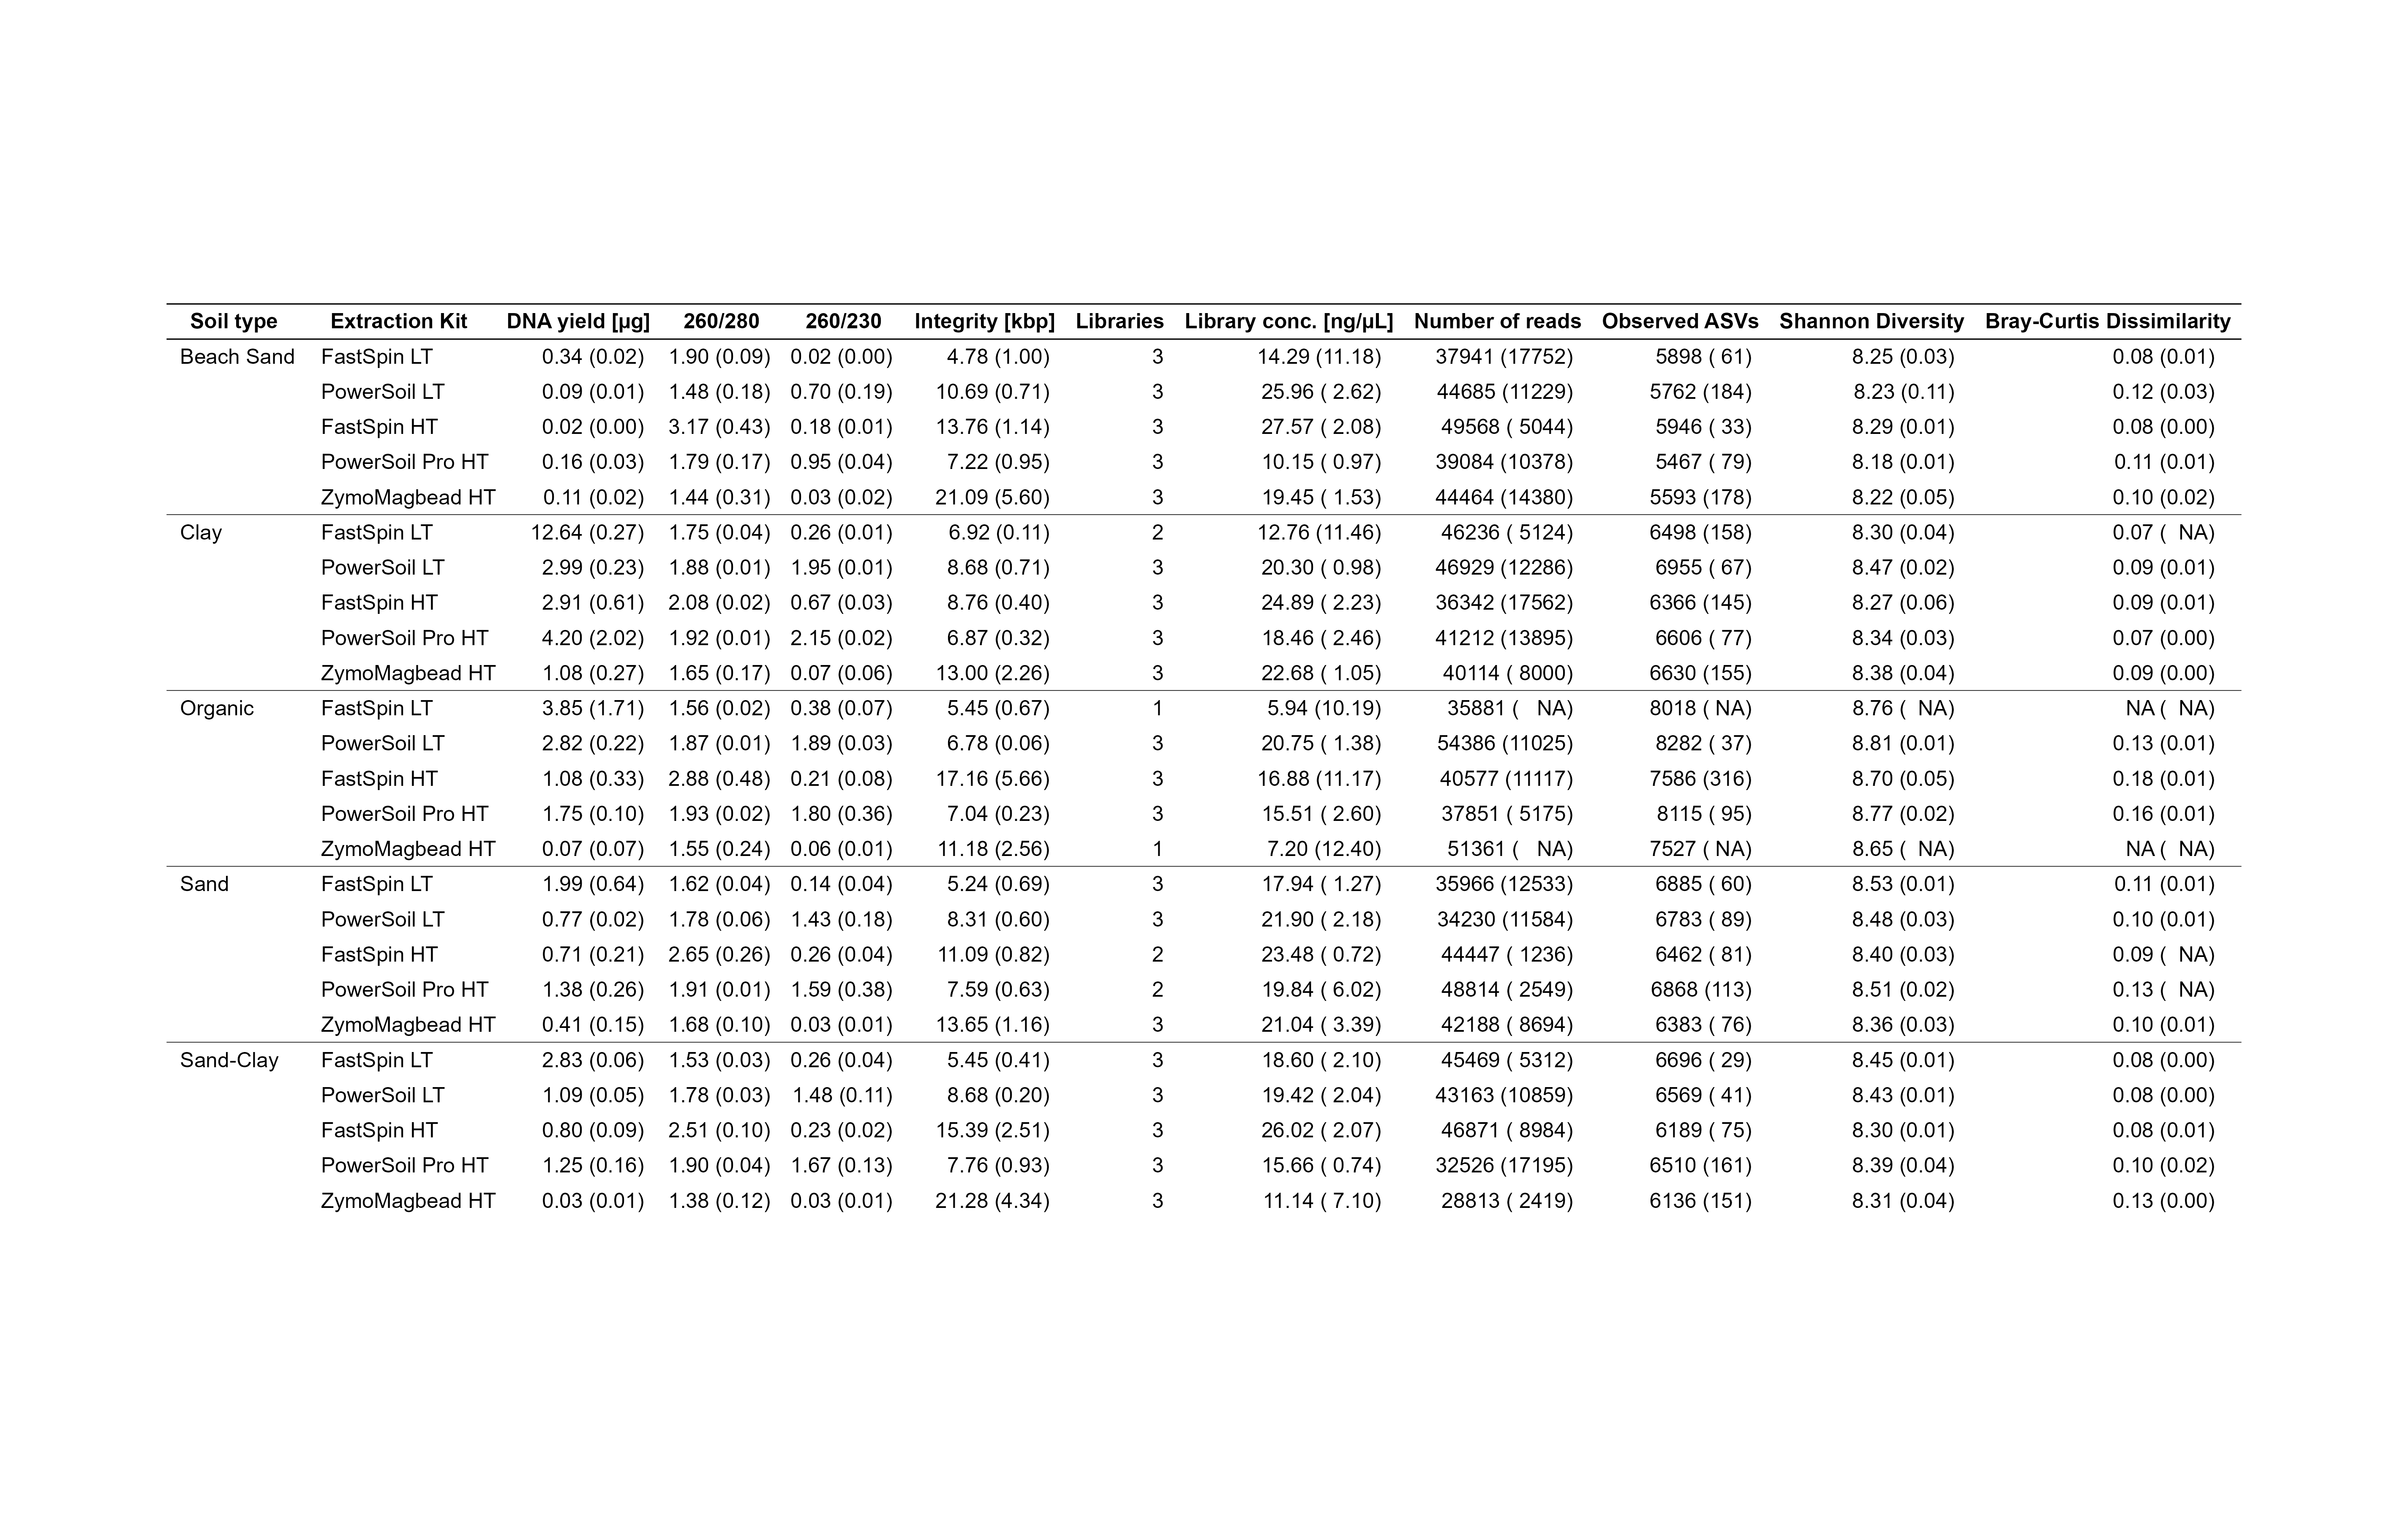 Soil type Extraction Kit DNA yield [µg] 260/280 260/230 Integrity [kbp] Libraries Library conc. [ng/µL] Number of reads Observed ASVs Shannon Diversity Bray-Curtis Dissimilarity
Beach Sand FastSpin LT 0.34 (0.02) 1.90 (0.09) 0.02 (0.00) 4.78 (1.00) 3 14.29 (11.18) 37941 (17752) 5898 ( 61) 8.25 (0.03) 0.08 (0.01)
PowerSoil LT 0.09 (0.01) 1.48 (0.18) 0.70 (0.19) 10.69 (0.71) 3 25.96 ( 2.62) 44685 (11229) 5762 (184) 8.23 (0.11) 0.12 (0.03)
FastSpin HT 0.02 (0.00) 3.17 (0.43) 0.18 (0.01) 13.76 (1.14) 3 27.57 ( 2.08) 49568 ( 5044) 5946 ( 33) 8.29 (0.01) 0.08 (0.00)
PowerSoil Pro HT 0.16 (0.03) 1.79 (0.17) 0.95 (0.04) 7.22 (0.95) 3 10.15 ( 0.97) 39084 (10378) 5467 ( 79) 8.18 (0.01) 0.11 (0.01)
ZymoMagbead HT 0.11 (0.02) 1.44 (0.31) 0.03 (0.02) 21.09 (5.60) 3 19.45 ( 1.53) 44464 (14380) 5593 (178) 8.22 (0.05) 0.10 (0.02)
Clay FastSpin LT 12.64 (0.27) 1.75 (0.04) 0.26 (0.01) 6.92 (0.11) 2 12.76 (11.46) 46236 ( 5124) 6498 (158) 8.30 (0.04) 0.07 ( NA)
PowerSoil LT 2.99 (0.23) 1.88 (0.01) 1.95 (0.01) 8.68 (0.71) 3 20.30 ( 0.98) 46929 (12286) 6955 ( 67) 8.47 (0.02) 0.09 (0.01)
FastSpin HT 2.91 (0.61) 2.08 (0.02) 0.67 (0.03) 8.76 (0.40) 3 24.89 ( 2.23) 36342 (17562) 6366 (145) 8.27 (0.06) 0.09 (0.01)
PowerSoil Pro HT 4.20 (2.02) 1.92 (0.01) 2.15 (0.02) 6.87 (0.32) 3 18.46 ( 2.46) 41212 (13895) 6606 ( 77) 8.34 (0.03) 0.07 (0.00)
ZymoMagbead HT 1.08 (0.27) 1.65 (0.17) 0.07 (0.06) 13.00 (2.26) 3 22.68 ( 1.05) 40114 ( 8000) 6630 (155) 8.38 (0.04) 0.09 (0.00)
Organic FastSpin LT 3.85 (1.71) 1.56 (0.02) 0.38 (0.07) 5.45 (0.67) 1 5.94 (10.19) 35881 ( NA) 8018 ( NA) 8.76 ( NA) NA ( NA)
PowerSoil LT 2.82 (0.22) 1.87 (0.01) 1.89 (0.03) 6.78 (0.06) 3 20.75 ( 1.38) 54386 (11025) 8282 ( 37) 8.81 (0.01) 0.13 (0.01)
FastSpin HT 1.08 (0.33) 2.88 (0.48) 0.21 (0.08) 17.16 (5.66) 3 16.88 (11.17) 40577 (11117) 7586 (316) 8.70 (0.05) 0.18 (0.01)
PowerSoil Pro HT 1.75 (0.10) 1.93 (0.02) 1.80 (0.36) 7.04 (0.23) 3 15.51 ( 2.60) 37851 ( 5175) 8115 ( 95) 8.77 (0.02) 0.16 (0.01)
ZymoMagbead HT 0.07 (0.07) 1.55 (0.24) 0.06 (0.01) 11.18 (2.56) 1 7.20 (12.40) 51361 ( NA) 7527 ( NA) 8.65 ( NA) NA ( NA)
Sand FastSpin LT 1.99 (0.64) 1.62 (0.04) 0.14 (0.04) 5.24 (0.69) 3 17.94 ( 1.27) 35966 (12533) 6885 ( 60) 8.53 (0.01) 0.11 (0.01)
PowerSoil LT 0.77 (0.02) 1.78 (0.06) 1.43 (0.18) 8.31 (0.60) 3 21.90 ( 2.18) 34230 (11584) 6783 ( 89) 8.48 (0.03) 0.10 (0.01)
FastSpin HT 0.71 (0.21) 2.65 (0.26) 0.26 (0.04) 11.09 (0.82) 2 23.48 ( 0.72) 44447 ( 1236) 6462 ( 81) 8.40 (0.03) 0.09 ( NA)
PowerSoil Pro HT 1.38 (0.26) 1.91 (0.01) 1.59 (0.38) 7.59 (0.63) 2 19.84 ( 6.02) 48814 ( 2549) 6868 (113) 8.51 (0.02) 0.13 ( NA)
ZymoMagbead HT 0.41 (0.15) 1.68 (0.10) 0.03 (0.01) 13.65 (1.16) 3 21.04 ( 3.39) 42188 ( 8694) 6383 ( 76) 8.36 (0.03) 0.10 (0.01)
Sand-Clay FastSpin LT 2.83 (0.06) 1.53 (0.03) 0.26 (0.04) 5.45 (0.41) 3 18.60 ( 2.10) 45469 ( 5312) 6696 ( 29) 8.45 (0.01) 0.08 (0.00)
PowerSoil LT 1.09 (0.05) 1.78 (0.03) 1.48 (0.11) 8.68 (0.20) 3 19.42 ( 2.04) 43163 (10859) 6569 ( 41) 8.43 (0.01) 0.08 (0.00)
FastSpin HT 0.80 (0.09) 2.51 (0.10) 0.23 (0.02) 15.39 (2.51) 3 26.02 ( 2.07) 46871 ( 8984) 6189 ( 75) 8.30 (0.01) 0.08 (0.01)
PowerSoil Pro HT 1.25 (0.16) 1.90 (0.04) 1.67 (0.13) 7.76 (0.93) 3 15.66 ( 0.74) 32526 (17195) 6510 (161) 8.39 (0.04) 0.10 (0.02)
ZymoMagbead HT 0.03 (0.01) 1.38 (0.12) 0.03 (0.01) 21.28 (4.34) 3 11.14 ( 7.10) 28813 ( 2419) 6136 (151) 8.31 (0.04) 0.13 (0.00)